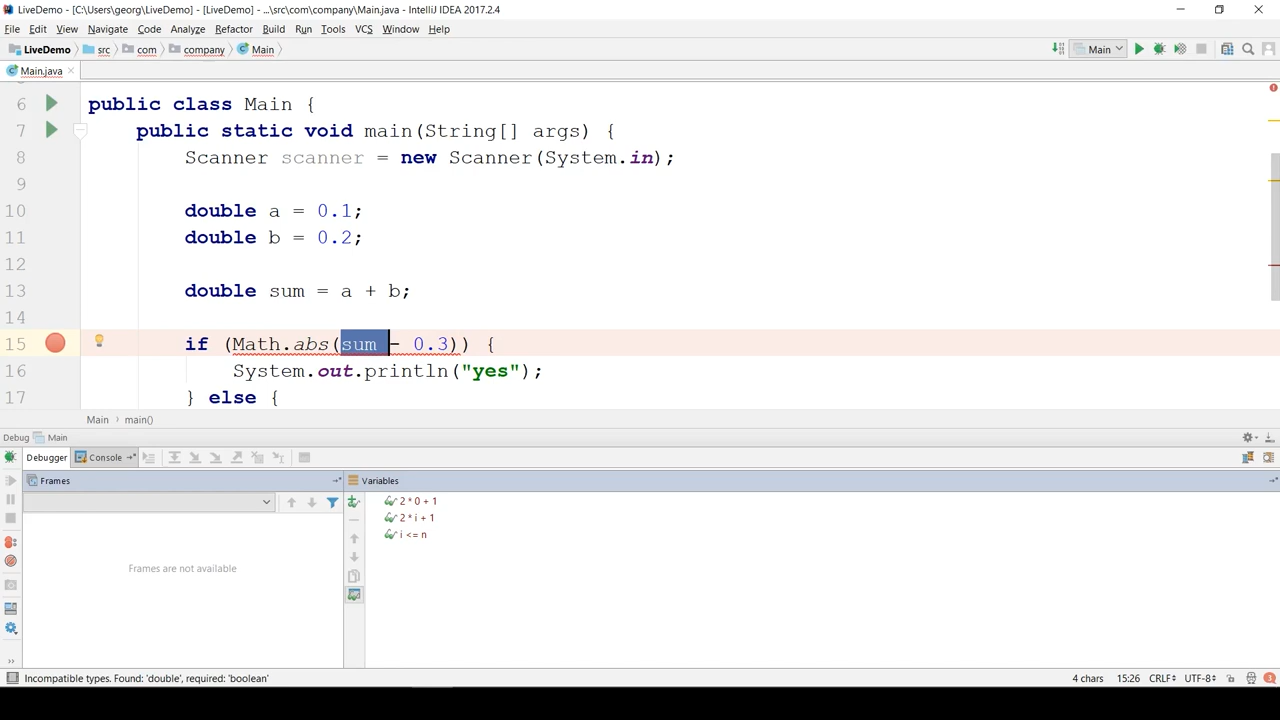 LiveDemo - [C:\Users\georg\LiveDemo] - [LiveDemo] - ...\src\com\company\Main.java - IntelliJ IDEA 2017.2.4
File Edit View Navigate Code Analyze Refactor Build Run Tools VCS Window Help
LiveDemo src com company Main Main
Main.java
6 public class Main {
7 public static void main(String[] args) {
8 Scanner scanner = new Scanner(System.in);
9
10 double a = 0.1;
11 double b = 0.2;
12
13 double sum = a + b;
14
15 if (Math.abs(sum - 0.3)) {
16 System.out.println("yes");
17 } else {
Main main()
Debug Main
Debugger Console
Frames Variables
2 * 0 + 1
2 * i + 1
i <= n
Frames are not available
Incompatible types. Found: 'double', required: 'boolean' 4 chars 15:26 CRLF UTF-8 3